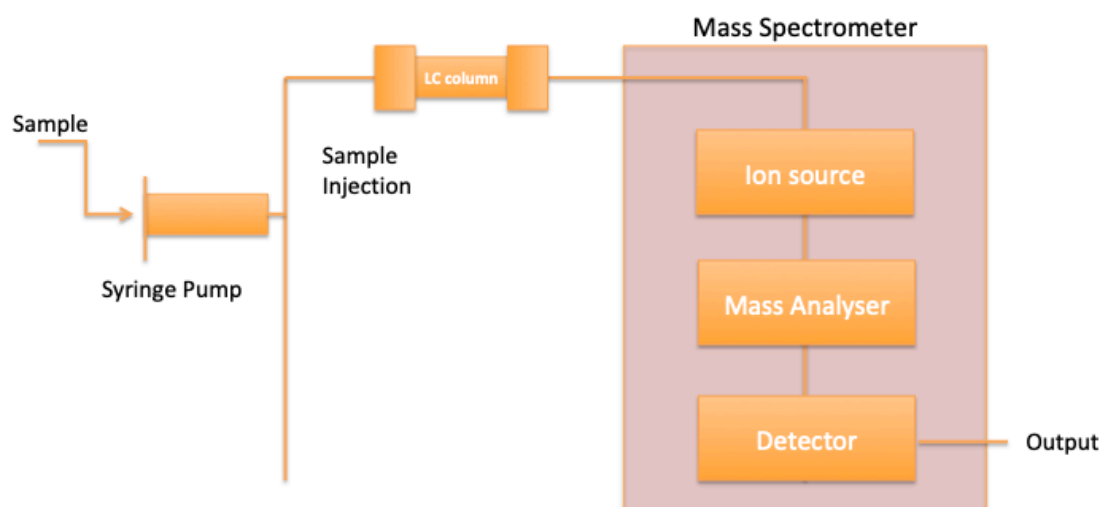 Mass Spectrometer
LC column
Sample
Sample
Injection
Ion source
Syringe Pump
Mass Analyser
Detector
Output